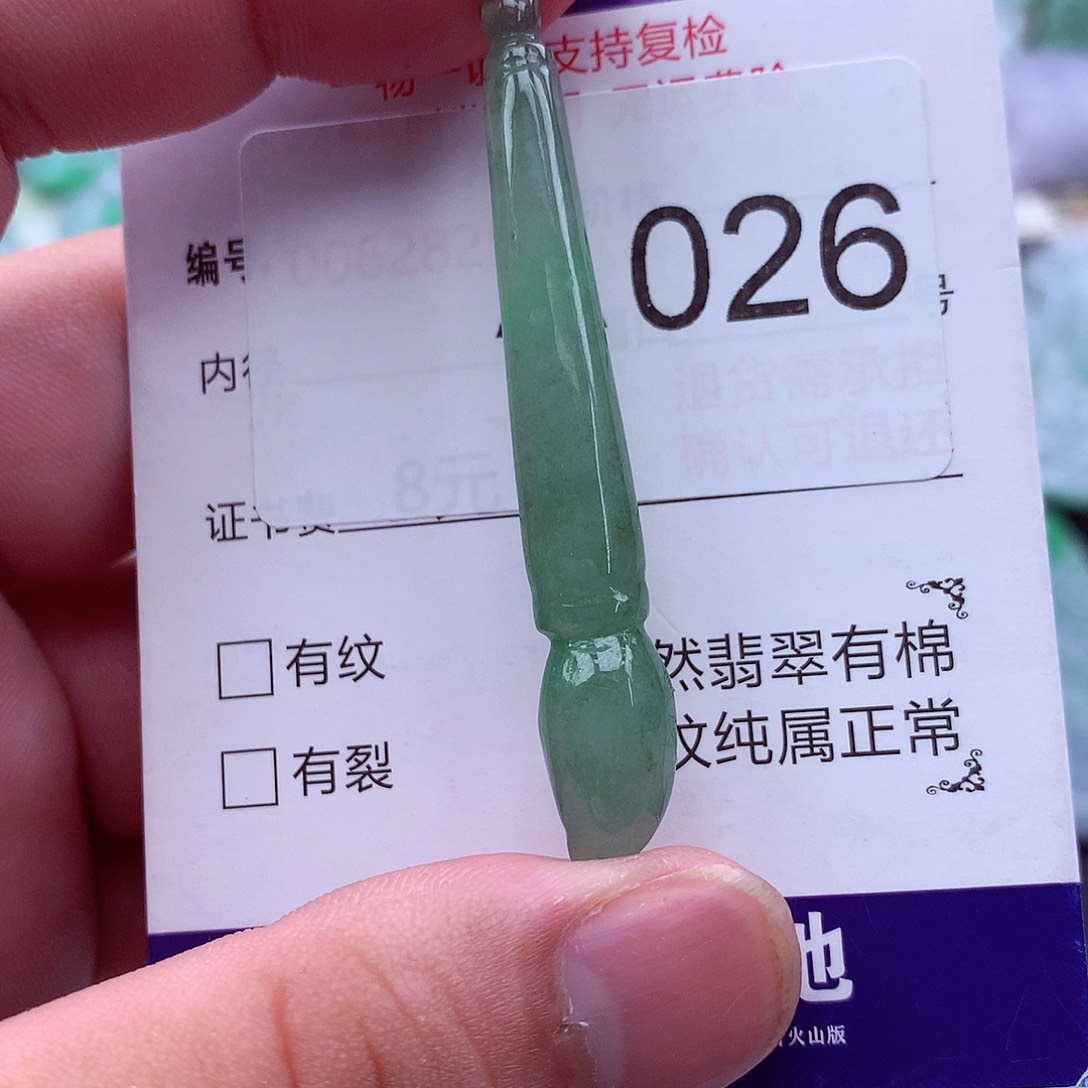 支持复检
026
编号
内径
8元
退货需承担
确认可退还
证书费
有纹
有裂
然翡翠有棉
纹纯属正常
火山版